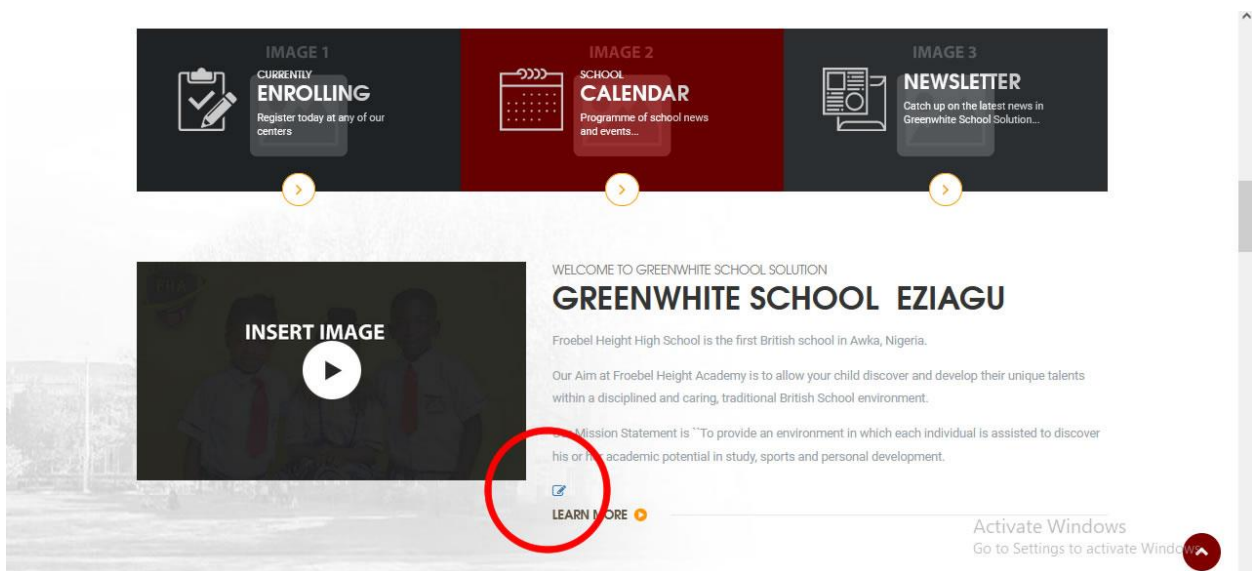 IMAGE 1
CURRENTLY
ENROLLING
Register today at any of our
centers
IMAGE 2
SCHOOL
CALENDAR
Programme of school news
and events...
IMAGE 3
NEWSLETTER
Catch up on the latest news in
Greenwhite School Solution...
INSERT IMAGE
WELCOME TO GREENWHITE SCHOOL SOLUTION
GREENWHITE SCHOOL EZIAGU
Froebel Height High School is the first British school in Awka, Nigeria.
Our Aim at Froebel Height Academy is to allow your child discover and develop their unique talents
within a disciplined and caring, traditional British School environment.
Our Mission Statement is ``To provide an environment in which each individual is assisted to discover
his or her academic potential in study, sports and personal development.
LEARN MORE
Activate Windows
Go to Settings to activate Windows.